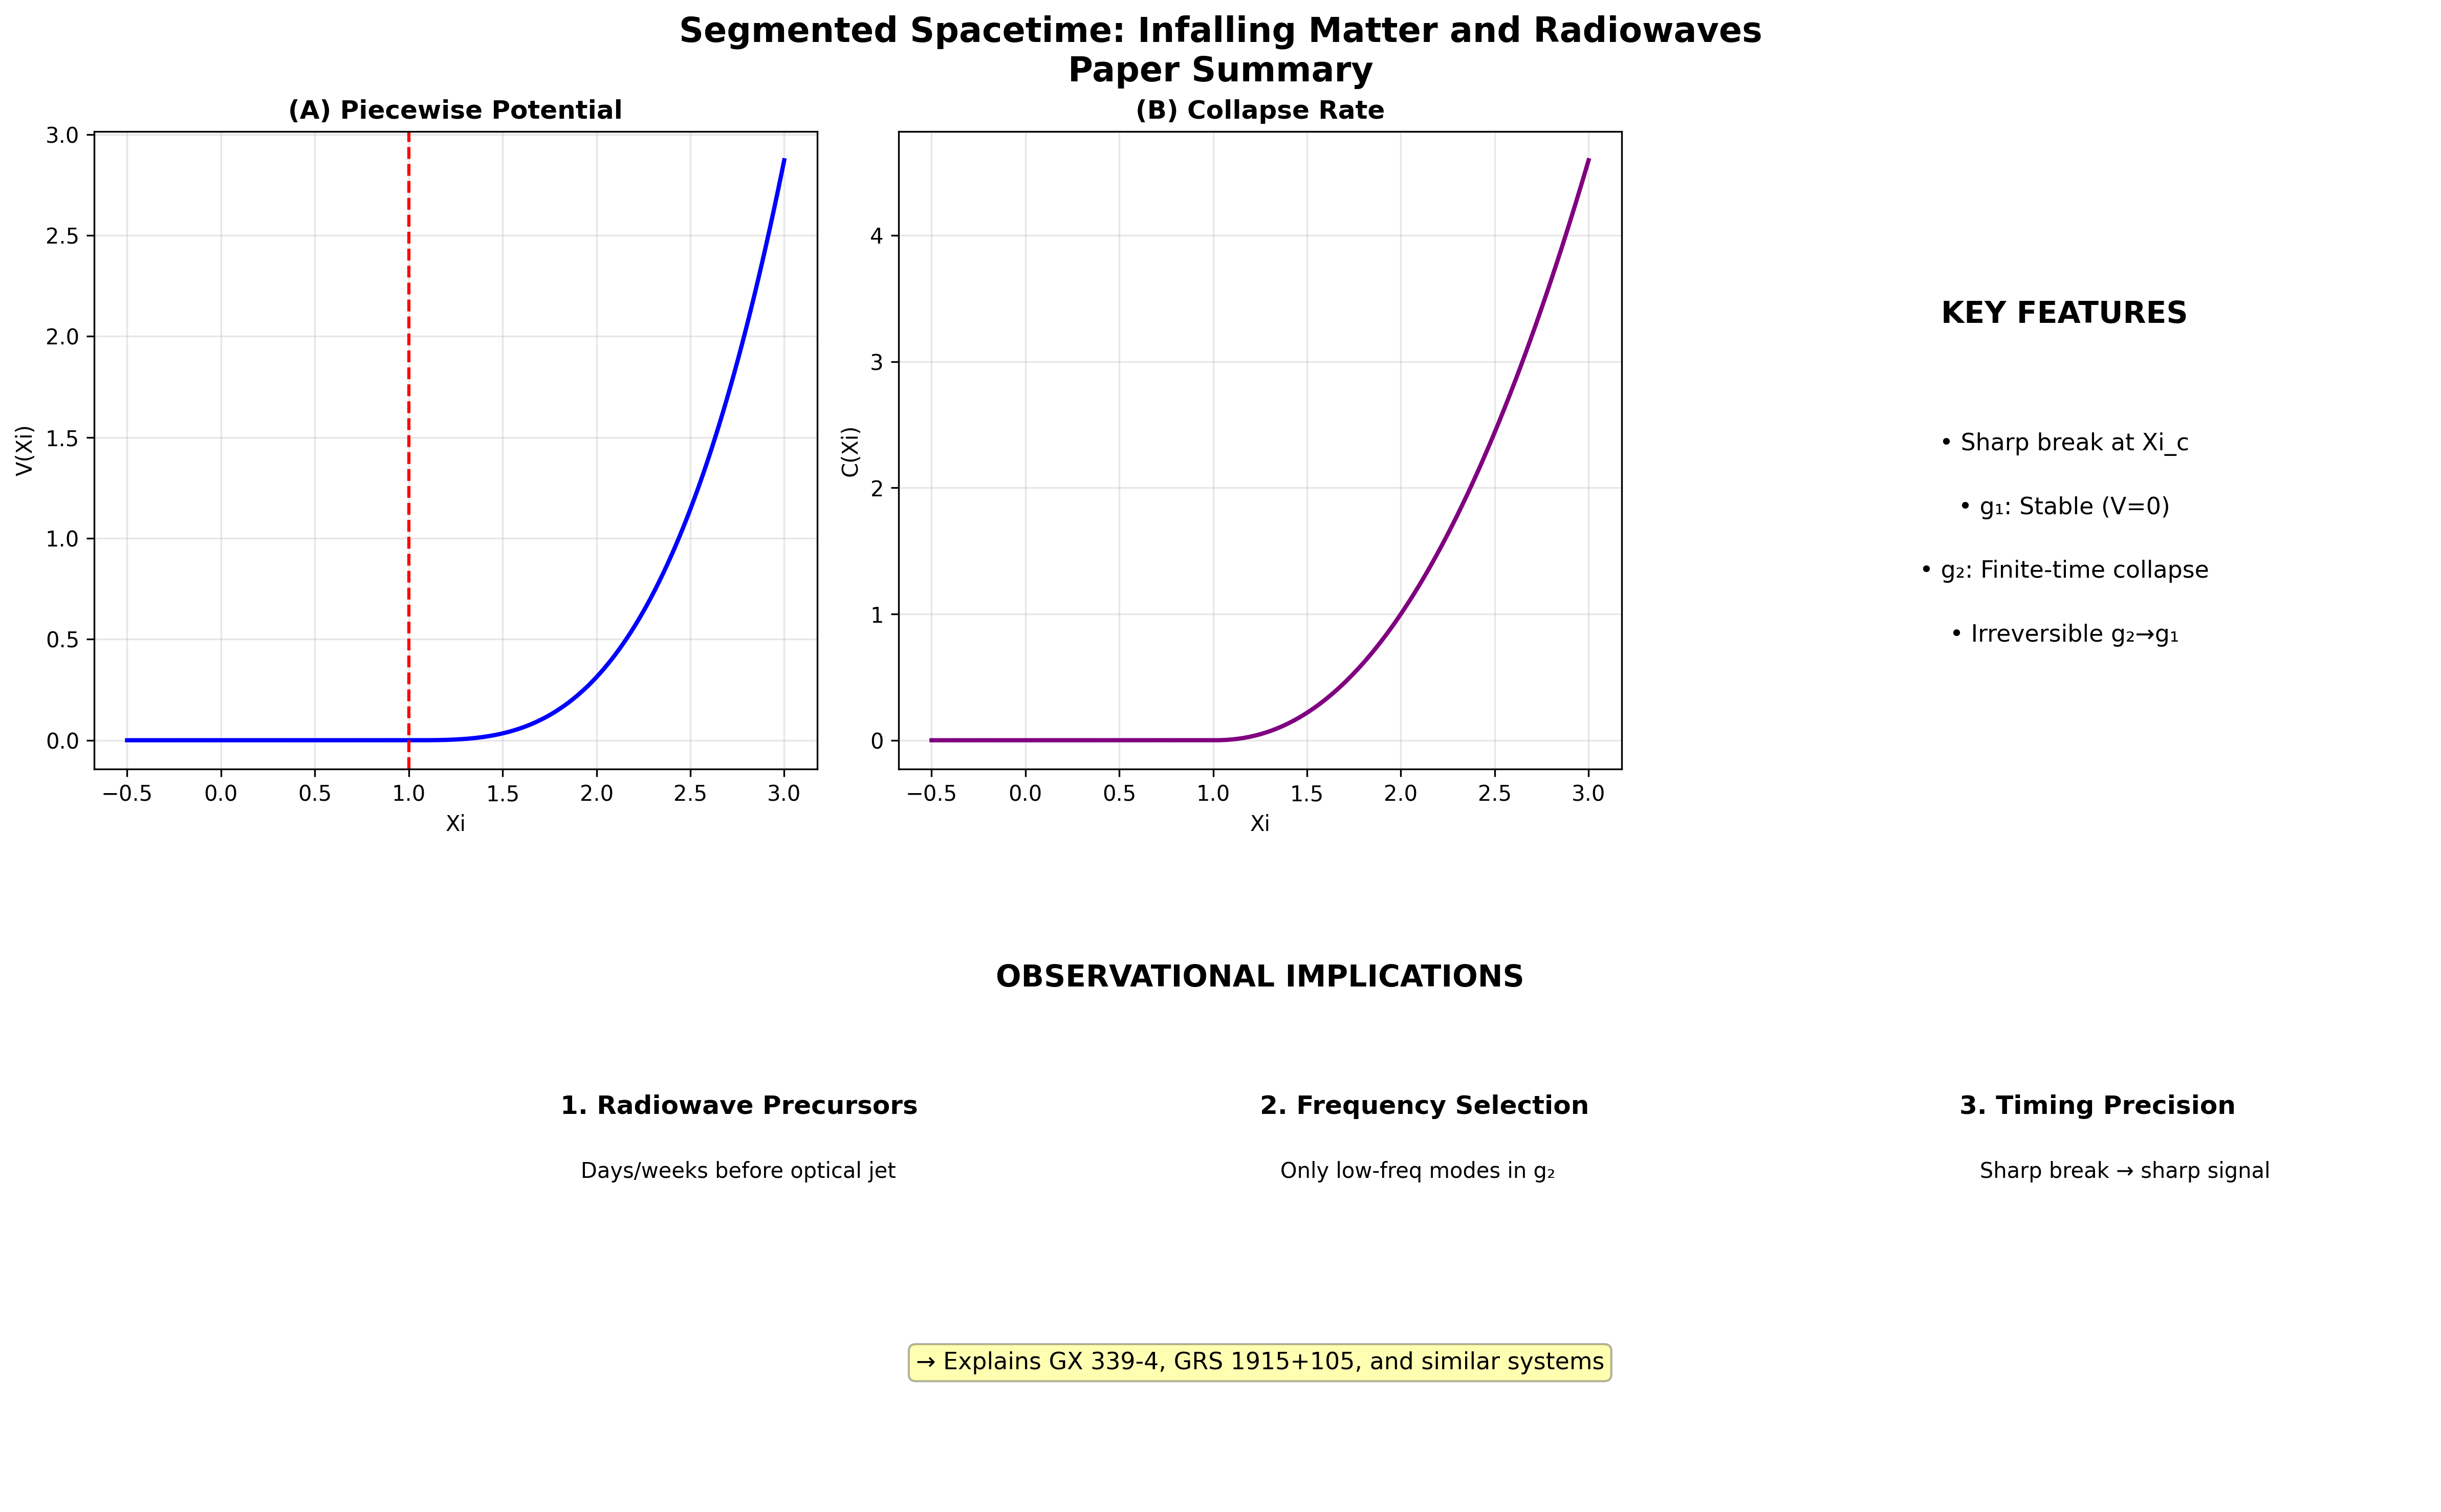 Segmented Spacetime: Infalling Matter and Radiowaves
Paper Summary
(A) Piecewise Potential
3.0
2.5
2.0
1.5
1.0
0.5
0.0
V(Xi)
−0.5 0.0 0.5 1.0 1.5 2.0 2.5 3.0
Xi
(B) Collapse Rate
4
3
2
1
0
C(Xi)
−0.5 0.0 0.5 1.0 1.5 2.0 2.5 3.0
Xi
KEY FEATURES
• Sharp break at Xi_c
• g₁: Stable (V=0)
• g₂: Finite-time collapse
• Irreversible g₂→g₁
OBSERVATIONAL IMPLICATIONS
1. Radiowave Precursors
Days/weeks before optical jet
2. Frequency Selection
Only low-freq modes in g₂
3. Timing Precision
Sharp break → sharp signal
→ Explains GX 339-4, GRS 1915+105, and similar systems